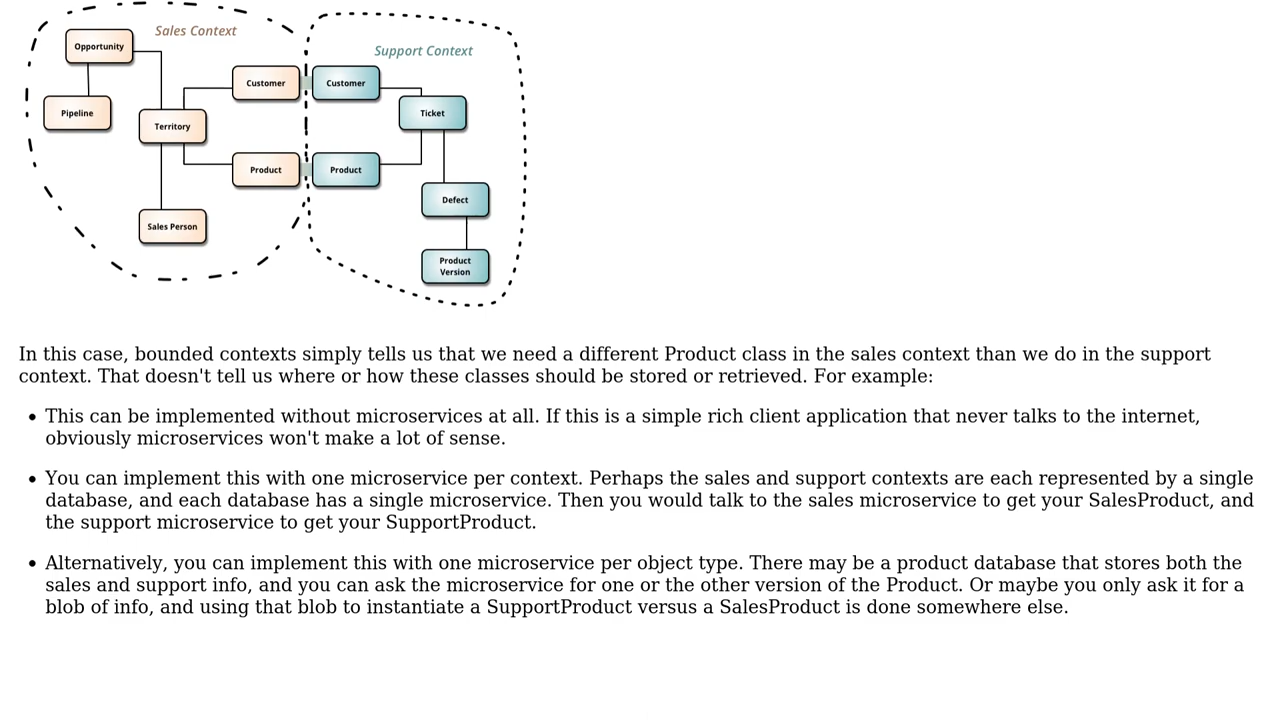 Sales Context
Support Context
Opportunity
Customer
Customer
Pipeline
Territory
Ticket
Product
Product
Defect
Sales Person
Product
Version
In this case, bounded contexts simply tells us that we need a different Product class in the sales context than we do in the support
context. That doesn't tell us where or how these classes should be stored or retrieved. For example:
• This can be implemented without microservices at all. If this is a simple rich client application that never talks to the internet,
obviously microservices won't make a lot of sense.
• You can implement this with one microservice per context. Perhaps the sales and support contexts are each represented by a single
database, and each database has a single microservice. Then you would talk to the sales microservice to get your SalesProduct, and
the support microservice to get your SupportProduct.
• Alternatively, you can implement this with one microservice per object type. There may be a product database that stores both the
sales and support info, and you can ask the microservice for one or the other version of the Product. Or maybe you only ask it for a
blob of info, and using that blob to instantiate a SupportProduct versus a SalesProduct is done somewhere else.